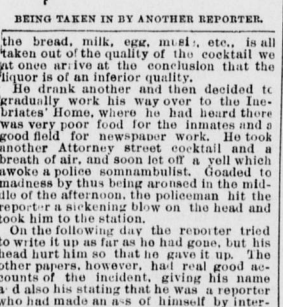 BEING TAKEN IN BY ANOTHER REPORTER.
the bread, milk, egg, music, etc., is all
taken out of the quality of the cocktail we
at once arrive at the conclusion that the
liquor is of an inferior quality.
He drank another and then decided to
gradually work his way over to the Ine-
briates' Home, where he had heard there
was very poor food for the inmates and a
good field for newspaper work. He took
another Attorney street cocktail and a
breath of air, and soon let off a yell which
awoke a police somnambulist. Goaded to
madness by thus being aroused in the mid-
dle of the afternoon, the policeman hit the
reporter a sickening blow on the head and
took him to the station.
On the following day the reporter tried
to write it up as far as he had gone, but his
head hurt him so that he gave it up. The
other papers, however, had real good ac-
counts of the incident, giving his name
a d also his stating that he was a reporter
who had made an a-s of himself by inter-